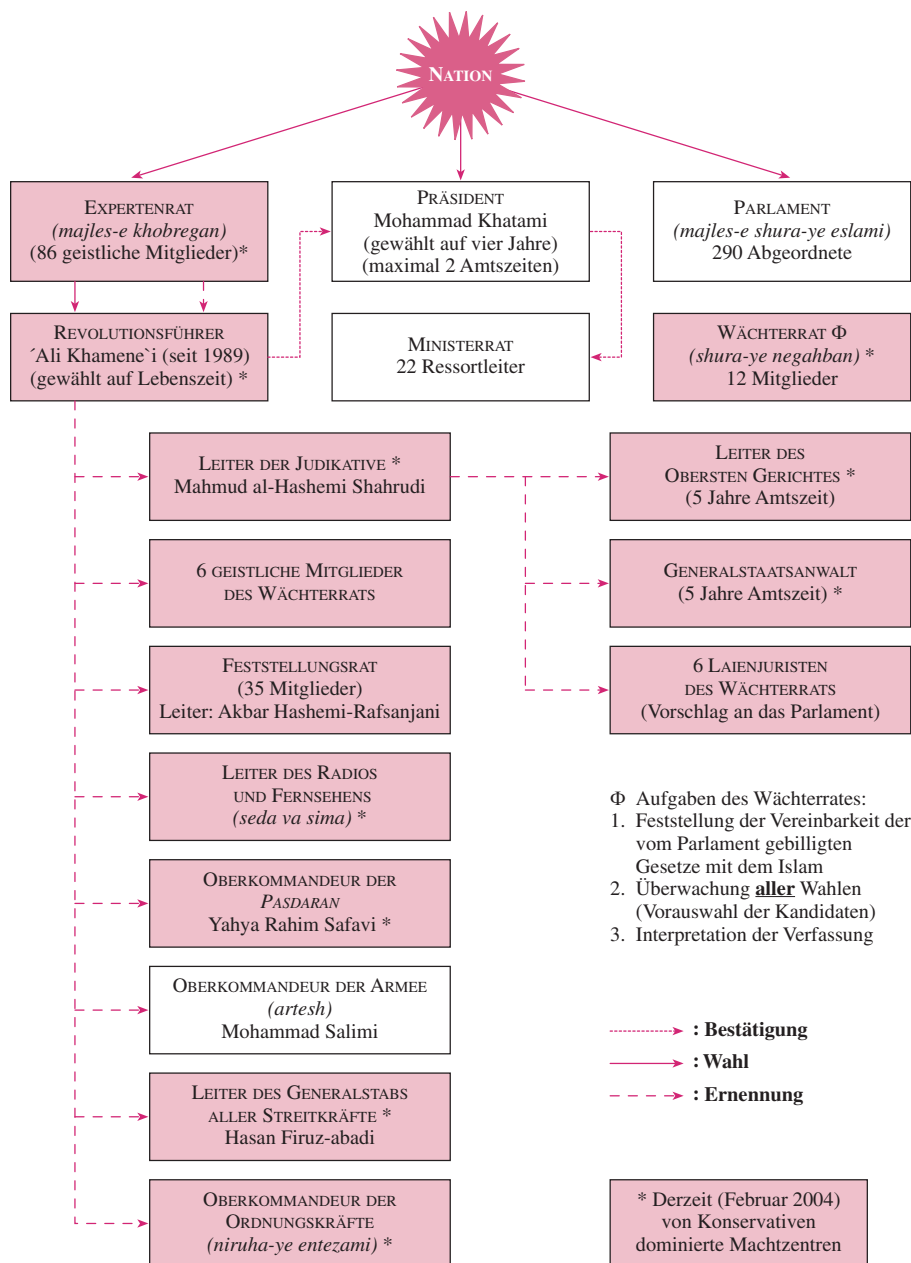 NATION
EXPERTENRAT
(majles-e khobregan)
(86 geistliche Mitglieder)*
PRÄSIDENT
Mohammad Khatami
(gewählt auf vier Jahre)
(maximal 2 Amtszeiten)
PARLAMENT
(majles-e shura-ye eslami)
290 Abgeordnete
REVOLUTIONSFÜHRER
´Ali Khamene`i (seit 1989)
(gewählt auf Lebenszeit) *
MINISTERRAT
22 Ressortleiter
WÄCHTERRAT Φ
(shura-ye negahban) *
12 Mitglieder
LEITER DER JUDIKATIVE *
Mahmud al-Hashemi Shahrudi
LEITER DES
OBERSTEN GERICHTES *
(5 Jahre Amtszeit)
6 GEISTLICHE MITGLIEDER
DES WÄCHTERRATS
GENERALSTAATSANWALT
(5 Jahre Amtszeit) *
FESTSTELLUNGSRAT
(35 Mitglieder)
Leiter: Akbar Hashemi-Rafsanjani
6 LAIENJURISTEN
DES WÄCHTERRATS
(Vorschlag an das Parlament)
LEITER DES RADIOS
UND FERNSEHENS
(seda va sima) *
OBERKOMMANDEUR DER
PASDARAN
Yahya Rahim Safavi *
OBERKOMMANDEUR DER ARMEE
(artesh)
Mohammad Salimi
LEITER DES GENERALSTABS
ALLER STREITKRÄFTE *
Hasan Firuz-abadi
OBERKOMMANDEUR DER
ORDNUNGSKRÄFTE
(niruha-ye entezami) *
Φ Aufgaben des Wächterrates:
1. Feststellung der Vereinbarkeit der
vom Parlament gebilligten
Gesetze mit dem Islam
2. Überwachung aller Wahlen
(Vorauswahl der Kandidaten)
3. Interpretation der Verfassung
: Bestätigung
: Wahl
: Ernennung
* Derzeit (Februar 2004)
von Konservativen
dominierte Machtzentren